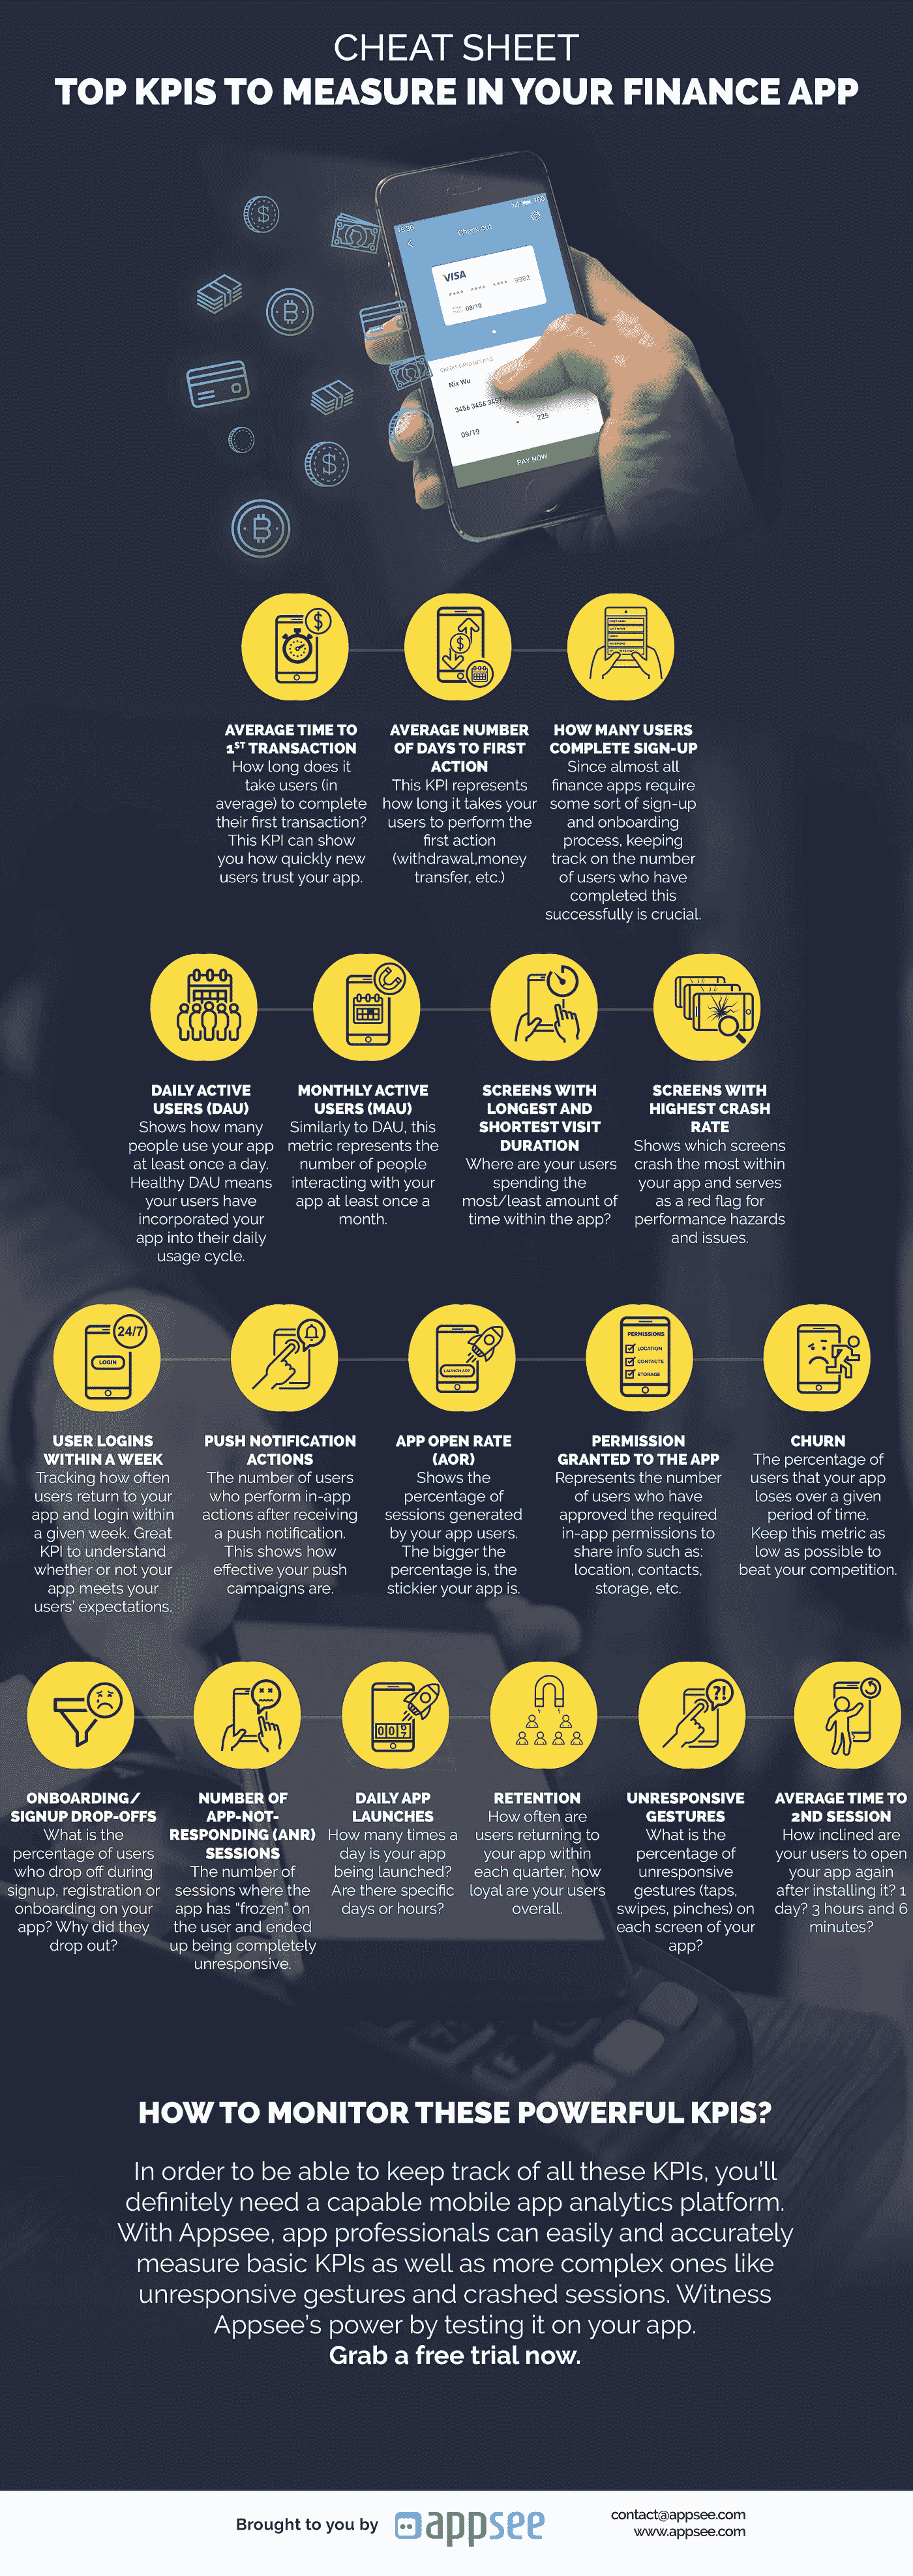 CHEAT SHEET
TOP KPIS TO MEASURE IN YOUR FINANCE APP
18:30
160
Check out
VISA
**** **** **** 9982
08/19
CREDIT CARD DETAILS
Nix Wu
3456 3456 3457
09/19
225
PAY NOW
AVERAGE TIME TO
1ST TRANSACTION
How long does it
take users (in
average) to complete
their first transaction?
This KPI can show
you how quickly new
users trust your app.
AVERAGE NUMBER
OF DAYS TO FIRST
ACTION
This KPI represents
how long it takes your
users to perform the
first action
(withdrawal,money
transfer, etc.)
HOW MANY USERS
COMPLETE SIGN-UP
Since almost all
finance apps require
some sort of sign-up
and onboarding
process, keeping
track on the number
of users who have
completed this
successfully is crucial.
DAILY ACTIVE
USERS (DAU)
Shows how many
people use your app
at least once a day.
Healthy DAU means
your users have
incorporated your
app into their daily
usage cycle.
MONTHLY ACTIVE
USERS (MAU)
Similarly to DAU, this
metric represents the
number of people
interacting with your
app at least once a
month.
SCREENS WITH
LONGEST AND
SHORTEST VISIT
DURATION
Where are your users
spending the
most/least amount of
time within the app?
SCREENS WITH
HIGHEST CRASH
RATE
Shows which screens
crash the most within
your app and serves
as a red flag for
performance hazards
and issues.
24/7
LOGIN
USER LOGINS
WITHIN A WEEK
Tracking how often
users return to your
app and login within
a given week. Great
KPI to understand
whether or not your
app meets your
users' expectations.
PUSH NOTIFICATION
ACTIONS
The number of users
who perform in-app
actions after receiving
a push notification.
This shows how
effective your push
campaigns are.
LAUNCH APP
APP OPEN RATE
(AOR)
Shows the
percentage of
sessions generated
by your app users.
The bigger the
percentage is, the
stickier your app is.
PERMISSIONS
LOCATION
CONTACTS
STORAGE
PERMISSION
GRANTED TO THE APP
Represents the number
of users who have
approved the required
in-app permissions to
share info such as:
location, contacts,
storage, etc.
CHURN
The percentage of
users that your app
loses over a given
period of time.
Keep this metric as
low as possible to
beat your competition.
ONBOARDING/
SIGNUP DROP-OFFS
What is the
percentage of users
who drop off during
signup, registration or
onboarding on your
app? Why did they
drop out?
NUMBER OF
APP-NOT-
RESPONDING (ANR)
SESSIONS
The number of
sessions where the
app has "frozen" on
the user and ended
up being completely
unresponsive.
DAILY APP
LAUNCHES
How many times a
day is your app
being launched?
Are there specific
days or hours?
RETENTION
How often are
users returning to
your app within
each quarter, how
loyal are your users
overall.
?!
UNRESPONSIVE
GESTURES
What is the
percentage of
unresponsive
gestures (taps,
swipes, pinches) on
each screen of your
app?
AVERAGE TIME TO
2ND SESSION
How inclined are
your users to open
your app again
after installing it? 1
day? 3 hours and 6
minutes?
HOW TO MONITOR THESE POWERFUL KPIS?
In order to be able to keep track of all these KPIs, you'll
definitely need a capable mobile app analytics platform.
With Appsee, app professionals can easily and accurately
measure basic KPIs as well as more complex ones like
unresponsive gestures and crashed sessions. Witness
Appsee's power by testing it on your app.
Grab a free trial now.
Brought to you by
appsee
contact@appsee.com
www.appsee.com